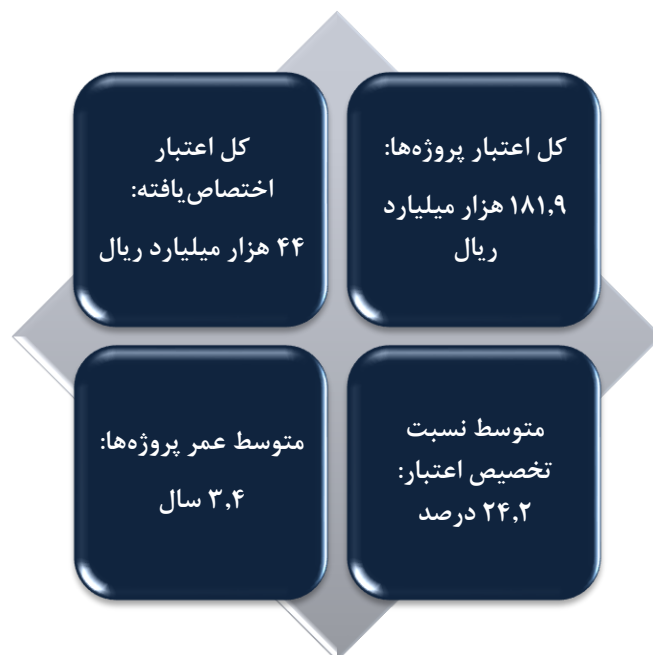 کل اعتبار پروژه‌ها:
۱۸۱,۹ هزار میلیارد
ریال
کل اعتبار
اختصاص‌یافته:
۴۴ هزار میلیارد ریال
متوسط نسبت
تخصیص اعتبار:
۲۴,۲ درصد
متوسط عمر پروژه‌ها:
۳,۴ سال